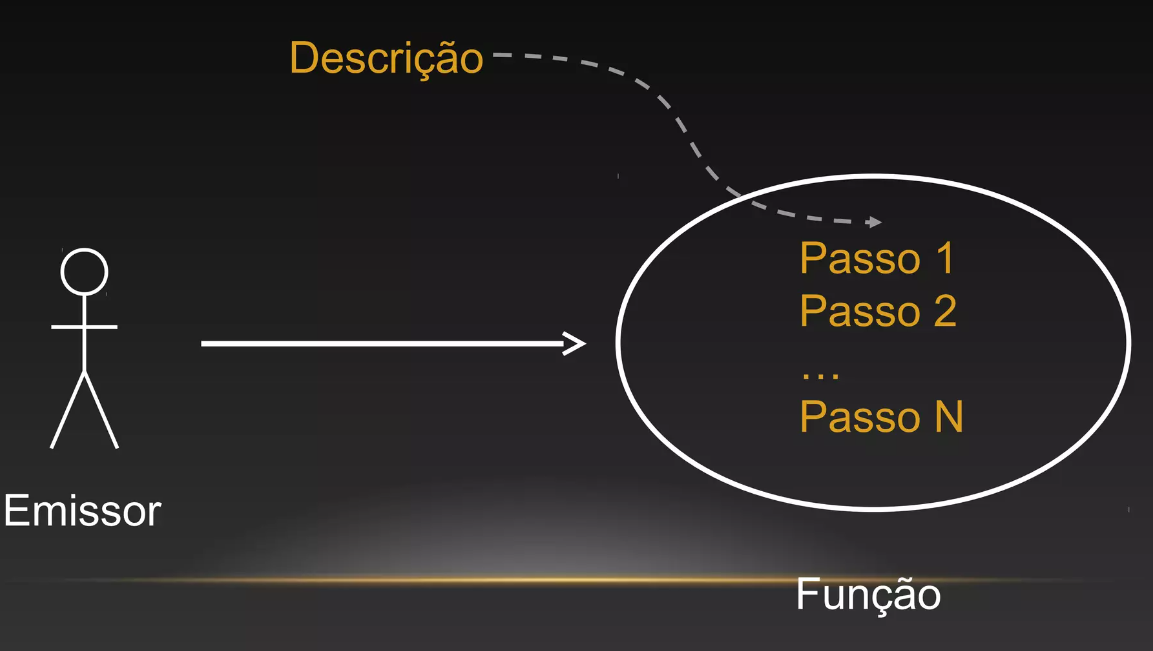 Descrição
Passo 1
Passo 2
…
Passo N
Emissor
Função